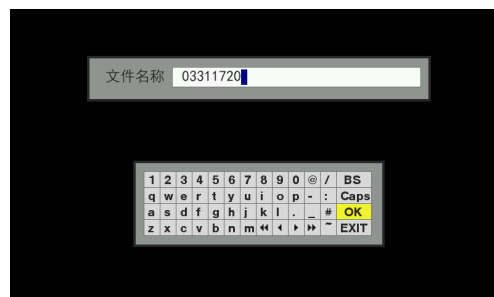 文件名称 03311720
1 2 3 4 5 6 7 8 9 0 @ / BS
q w e r t y u i o p - : Caps
a s d f g h j k l . _ # OK
z x c v b n m ~ EXIT